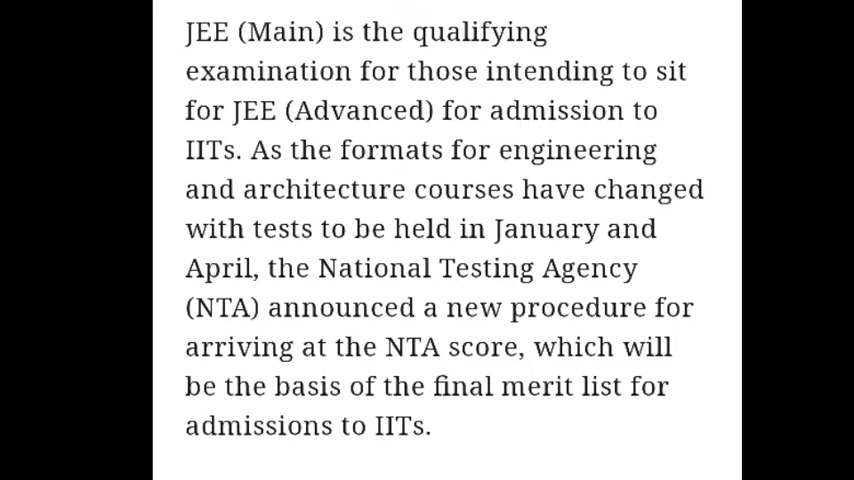 JEE (Main) is the qualifying
examination for those intending to sit
for JEE (Advanced) for admission to
IITs. As the formats for engineering
and architecture courses have changed
with tests to be held in January and
April, the National Testing Agency
(NTA) announced a new procedure for
arriving at the NTA score, which will
be the basis of the final merit list for
admissions to IITs.